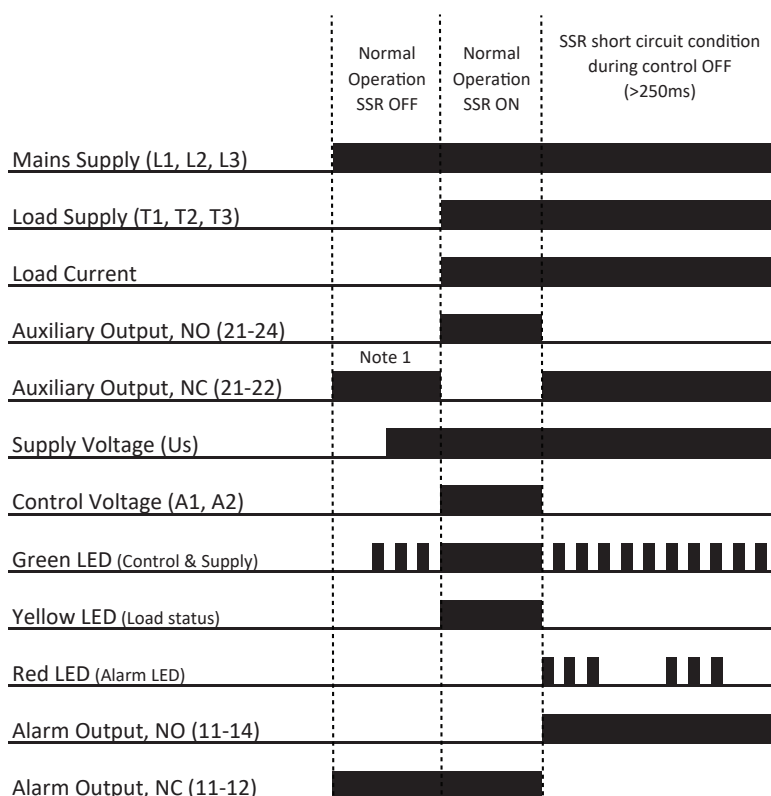 Normal
Operation
SSR OFF
Normal
Operation
SSR ON
SSR short circuit condition
during control OFF
(>250ms)
Mains Supply (L1, L2, L3)
Load Supply (T1, T2, T3)
Load Current
Auxiliary Output, NO (21-24)
Note 1
Auxiliary Output, NC (21-22)
Supply Voltage (Us)
Control Voltage (A1, A2)
Green LED (Control & Supply)
Yellow LED (Load status)
Red LED (Alarm LED)
Alarm Output, NO (11-14)
Alarm Output, NC (11-12)